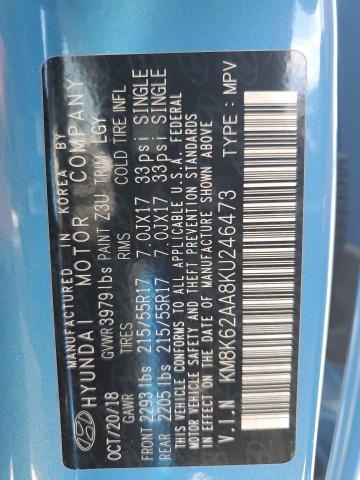 MANUFACTURED IN KOREA BY
HYUNDAI MOTOR COMPANY
OCT/20/18 GVWR 3979lbs PAINT Z3U TRIM LGY
GAWR TIRES RIMS COLD TIRE INFL
FRONT 2293 lbs 215/55R17 7.0JX17 33psi SINGLE
REAR 2205 lbs 215/55R17 7.0JX17 33psi SINGLE
THIS VEHICLE CONFORMS TO ALL APPLICABLE U.S.A. FEDERAL
MOTOR VEHICLE SAFETY, BUMPER, AND THEFT PREVENTION
STANDARDS IN EFFECT ON THE DATE OF
MANUFACTURE SHOWN ABOVE.
V.I.N KM8K62AA8KU246473 TYPE : MPV